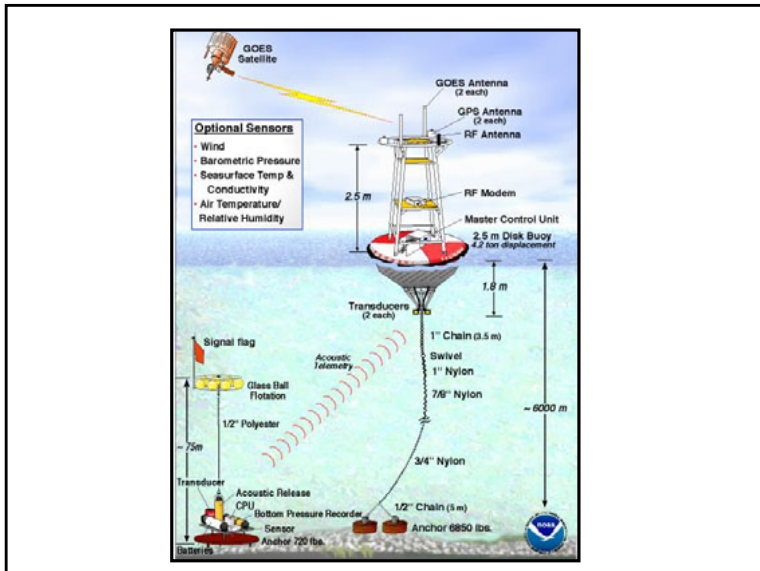 GOES
Satellite
GOES Antenna
(2 each)
GPS Antenna
(2 each)
RF Antenna
Optional Sensors
• Wind
• Barometric Pressure
• Seasurface Temp &
Conductivity
• Air Temperature/
Relative Humidity
2.5 m
RF Modem
Master Control Unit
2.5 m Disk Buoy
4.2 ton displacement
1.8 m
Transducers
(2 each)
1" Chain (3.5 m)
Signal flag
Acoustic
Telemetry
Swivel
1" Nylon
Glass Ball
Flotation
7/8" Nylon
~ 6000 m
1/2" Polyester
~ 75m
3/4" Nylon
Transducer
Acoustic Release
CPU
Bottom Pressure Recorder
1/2" Chain (5 m)
Sensor
Anchor 6850 lbs.
Anchor 720 lbs.
Batteries
noaa